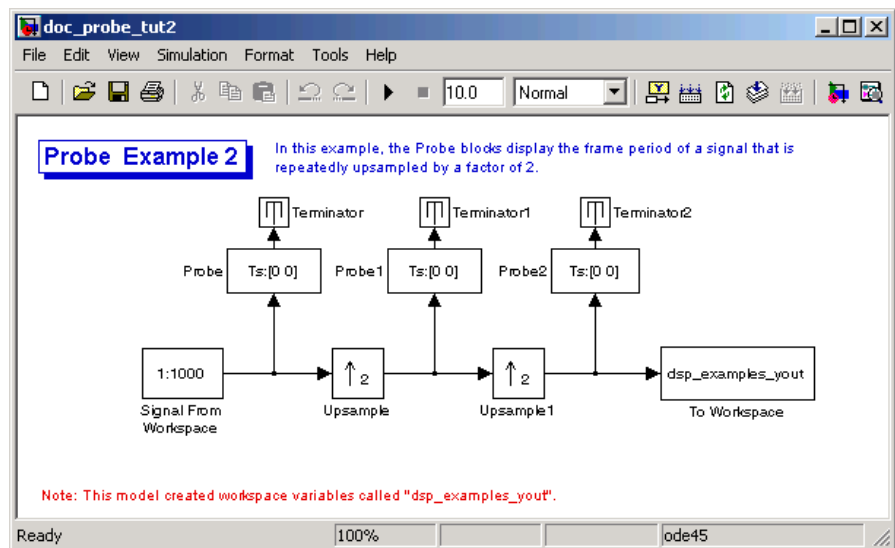 doc_probe_tut2
File Edit View Simulation Format Tools Help
10.0 Normal
Probe Example 2
In this example, the Probe blocks display the frame period of a signal that is
repeatedly upsampled by a factor of 2.
Terminator Terminator1 Terminator2
Probe Ts:[0 0] Probe1 Ts:[0 0] Probe2 Ts:[0 0]
1:1000 ↑2 ↑2 dsp_examples_yout
Signal From
Workspace
Upsample Upsample1 To Workspace
Note: This model created workspace variables called "dsp_examples_yout".
Ready 100% ode45